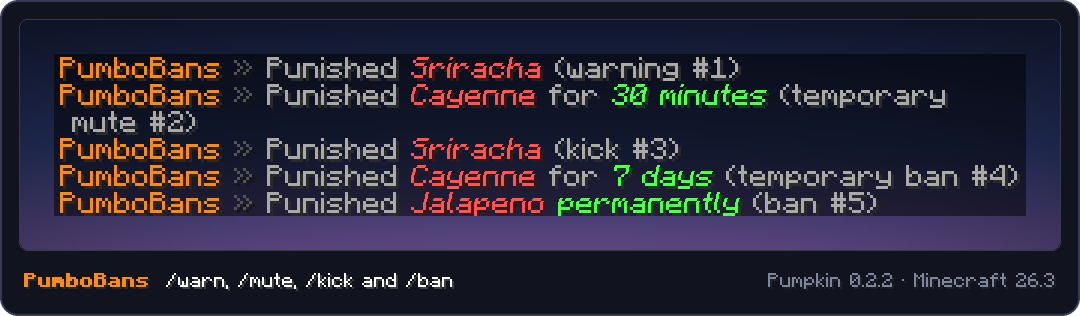 PumboBans » Punished Sriracha (warning #1)
PumboBans » Punished Cayenne for 30 minutes (temporary
mute #2)
PumboBans » Punished Sriracha (kick #3)
PumboBans » Punished Cayenne for 7 days (temporary ban #4)
PumboBans » Punished Jalapeno permanently (ban #5)
PumboBans /warn, /mute, /kick and /ban
Pumpkin 0.2.2 · Minecraft 26.3